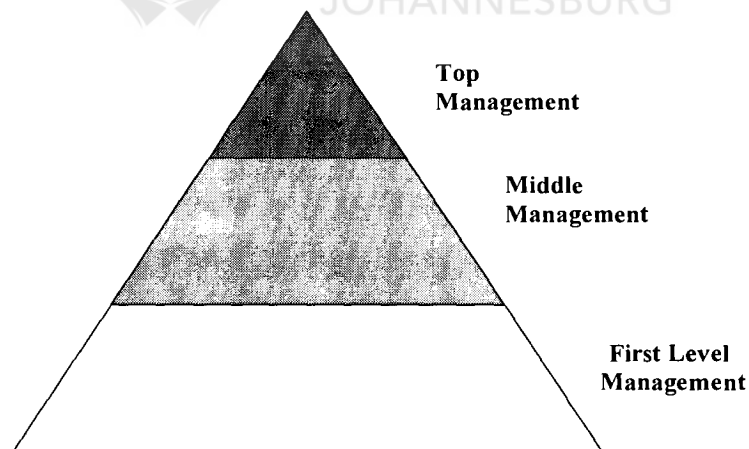 JOHANNESBURG
Top
Management
Middle
Management
First Level
Management